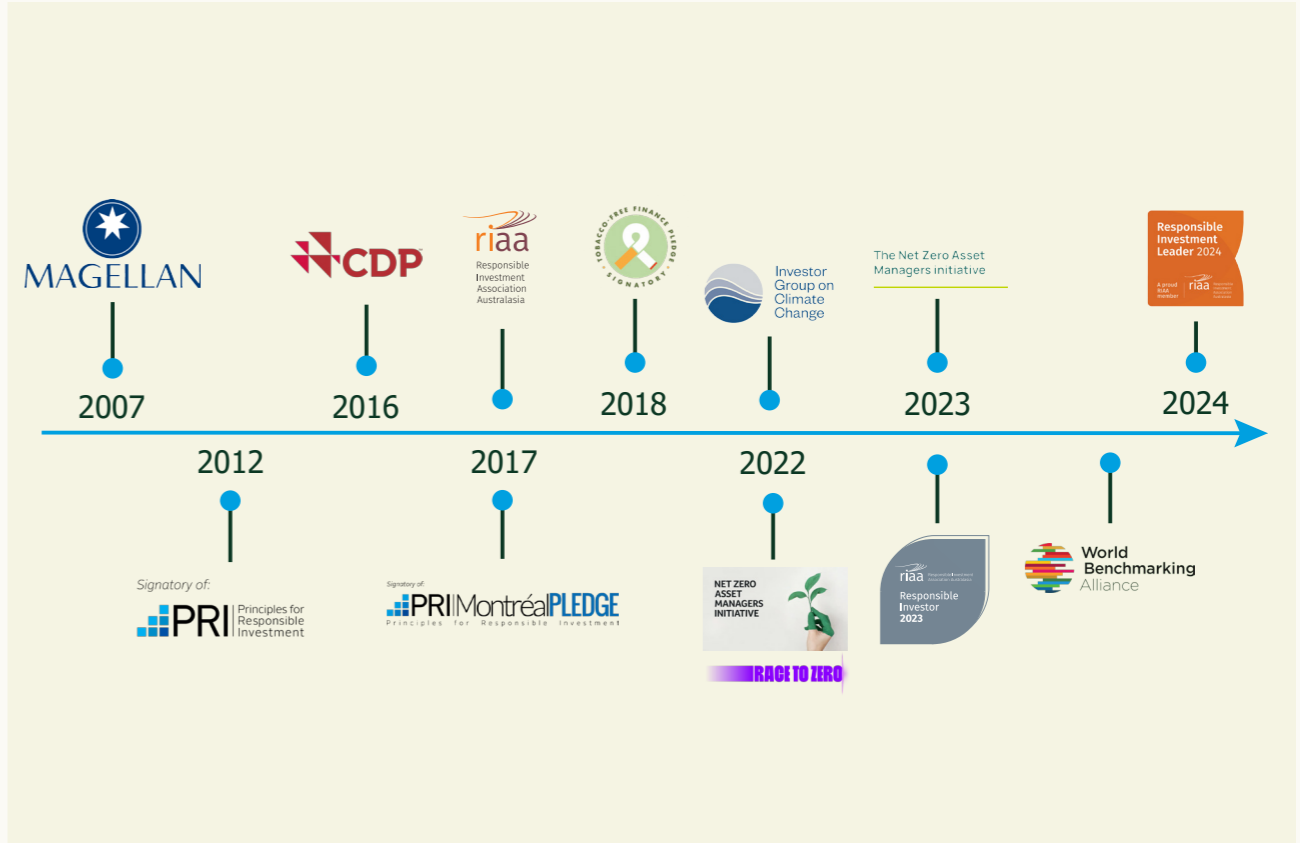 MAGELLAN
2007
Signatory of:
PRI
Principles for
Responsible
Investment
2012
CDP
2016
riaa
Responsible
Investment
Association
Australasia
2017
Signatory of:
PRI Montréal PLEDGE
Principles for Responsible Investment
TOBACCO-FREE FINANCE PLEDGE
SIGNATORY
2018
Investor
Group on
Climate
Change
2022
NET ZERO
ASSET
MANAGERS
INITIATIVE
RACE TO ZERO
The Net Zero Asset
Managers initiative
2023
riaa
Responsible
Investor
2023
World
Benchmarking
Alliance
Responsible
Investment
Leader 2024
A proud
RIAA
member
riaa
2024